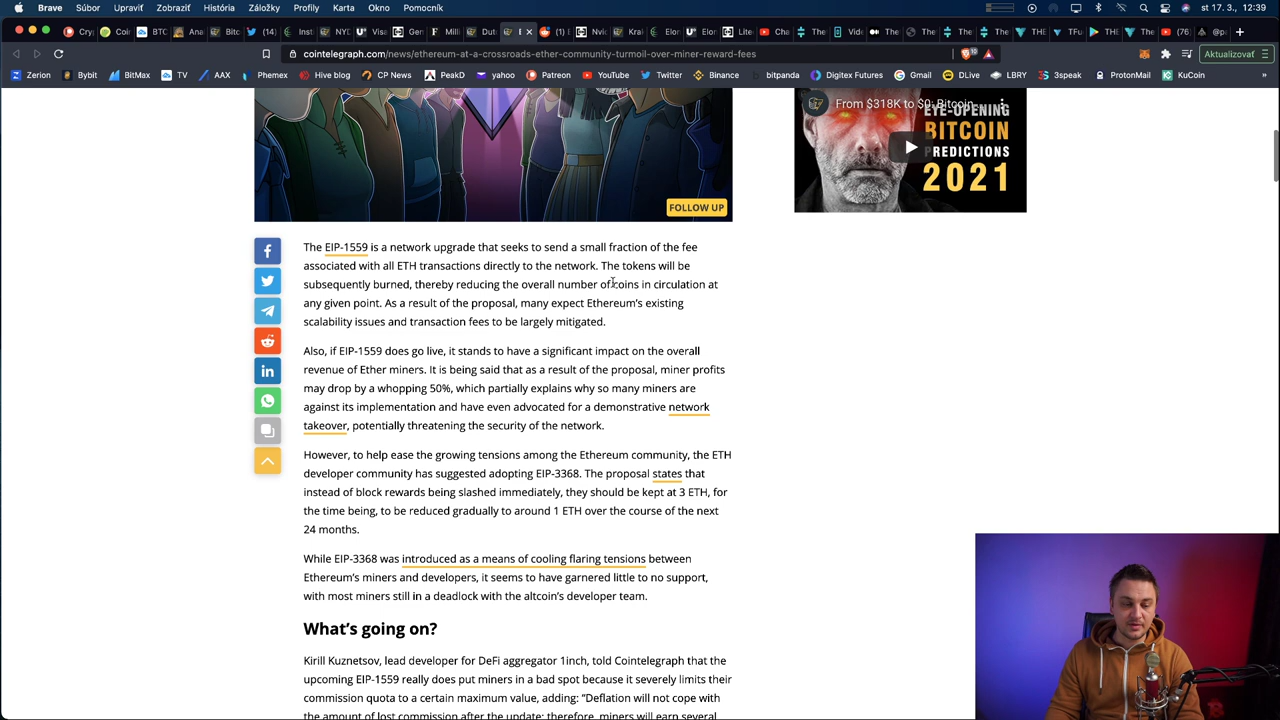 Brave Súbor Upraviť Zobraziť História Záložky Profily Karta Okno Pomocník st 17. 3., 12:39
cointelegraph.com/news/ethereum-at-a-crossroads-ether-community-turmoil-over-miner-reward-fees
Aktualizovať
Zerion Bybit BitMax TV AAX Phemex Hive blog CP News PeakD yahoo Patreon YouTube Twitter Binance bitpanda Digitex Futures Gmail DLive LBRY 3speak ProtonMail KuCoin »
From $318K to $0: Bitcoin...
EYE-OPENING
BITCOIN
PREDICTIONS
2021
FOLLOW UP
The EIP-1559 is a network upgrade that seeks to send a small fraction of the fee
associated with all ETH transactions directly to the network. The tokens will be
subsequently burned, thereby reducing the overall number of coins in circulation at
any given point. As a result of the proposal, many expect Ethereum's existing
scalability issues and transaction fees to be largely mitigated.
Also, if EIP-1559 does go live, it stands to have a significant impact on the overall
revenue of Ether miners. It is being said that as a result of the proposal, miner profits
may drop by a whopping 50%, which partially explains why so many miners are
against its implementation and have even advocated for a demonstrative network
takeover, potentially threatening the security of the network.
However, to help ease the growing tensions among the Ethereum community, the ETH
developer community has suggested adopting EIP-3368. The proposal states that
instead of block rewards being slashed immediately, they should be kept at 3 ETH, for
the time being, to be reduced gradually to around 1 ETH over the course of the next
24 months.
While EIP-3368 was introduced as a means of cooling flaring tensions between
Ethereum's miners and developers, it seems to have garnered little to no support,
with most miners still in a deadlock with the altcoin's developer team.
What's going on?
Kirill Kuznetsov, lead developer for DeFi aggregator 1inch, told Cointelegraph that the
upcoming EIP-1559 really does put miners in a bad spot because it severely limits their
commission quota to a certain maximum value, adding: "Deflation will not cope with
the amount of lost commission after the update; therefore, miners will earn several